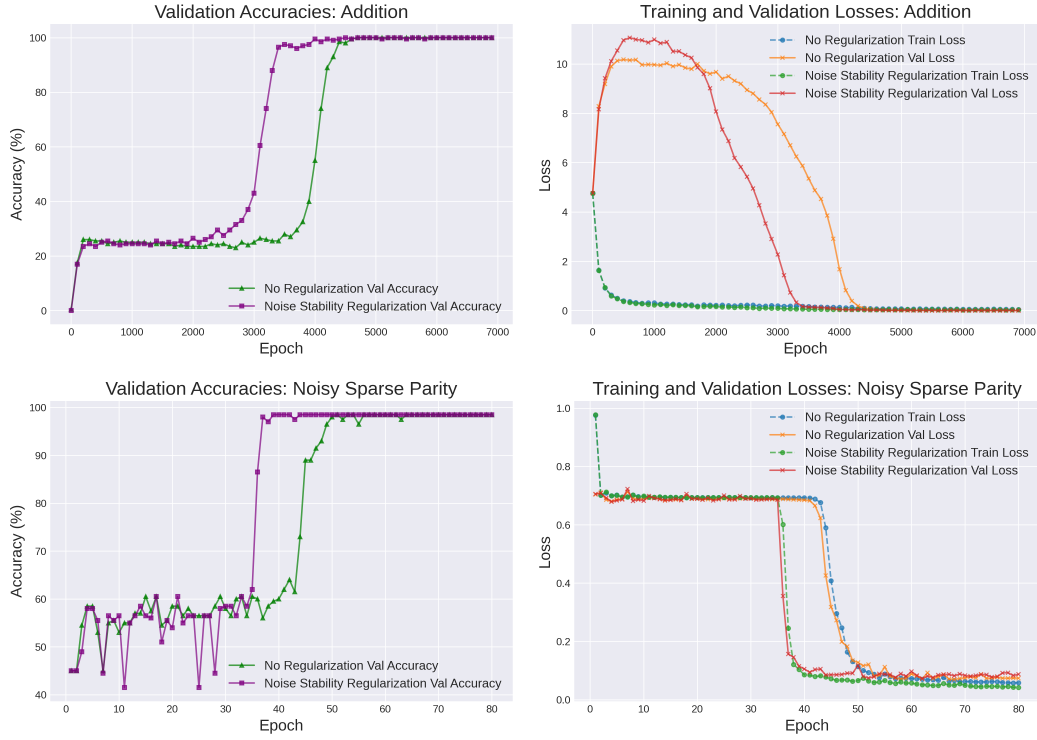 Validation Accuracies: Addition
100
80
60
40
20
0
Accuracy (%)
No Regularization Val Accuracy
Noise Stability Regularization Val Accuracy
0 1000 2000 3000 4000 5000 6000 7000
Epoch
Training and Validation Losses: Addition
10
8
6
4
2
0
Loss
No Regularization Train Loss
No Regularization Val Loss
Noise Stability Regularization Train Loss
Noise Stability Regularization Val Loss
0 1000 2000 3000 4000 5000 6000 7000
Epoch
Validation Accuracies: Noisy Sparse Parity
100
90
80
70
60
50
40
Accuracy (%)
No Regularization Val Accuracy
Noise Stability Regularization Val Accuracy
0 10 20 30 40 50 60 70 80
Epoch
Training and Validation Losses: Noisy Sparse Parity
1.0
0.8
0.6
0.4
0.2
0.0
Loss
No Regularization Train Loss
No Regularization Val Loss
Noise Stability Regularization Train Loss
Noise Stability Regularization Val Loss
0 10 20 30 40 50 60 70 80
Epoch